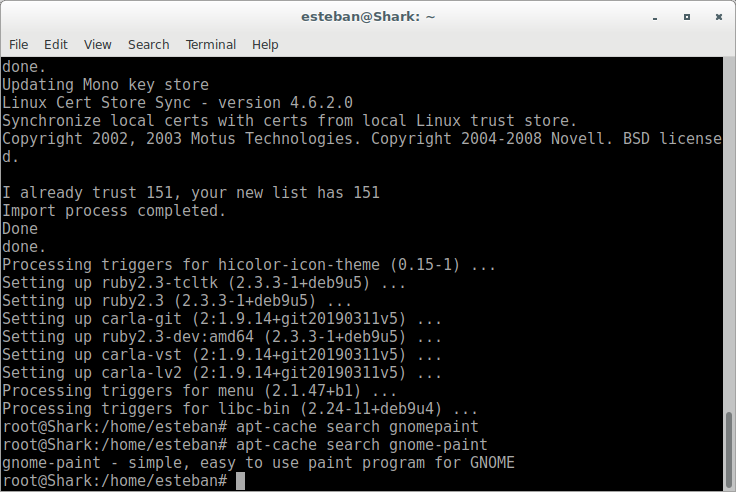 esteban@Shark: ~
File Edit View Search Terminal Help
done.
Updating Mono key store
Linux Cert Store Sync - version 4.6.2.0
Synchronize local certs with certs from local Linux trust store.
Copyright 2002, 2003 Motus Technologies. Copyright 2004-2008 Novell. BSD license
d.
I already trust 151, your new list has 151
Import process completed.
Done
done.
Processing triggers for hicolor-icon-theme (0.15-1) ...
Setting up ruby2.3-tcltk (2.3.3-1+deb9u5) ...
Setting up ruby2.3 (2.3.3-1+deb9u5) ...
Setting up carla-git (2:1.9.14+git20190311v5) ...
Setting up ruby2.3-dev:amd64 (2.3.3-1+deb9u5) ...
Setting up carla-vst (2:1.9.14+git20190311v5) ...
Setting up carla-lv2 (2:1.9.14+git20190311v5) ...
Processing triggers for menu (2.1.47+b1) ...
Processing triggers for libc-bin (2.24-11+deb9u4) ...
root@Shark:/home/esteban# apt-cache search gnomepaint
root@Shark:/home/esteban# apt-cache search gnome-paint
gnome-paint - simple, easy to use paint program for GNOME
root@Shark:/home/esteban#